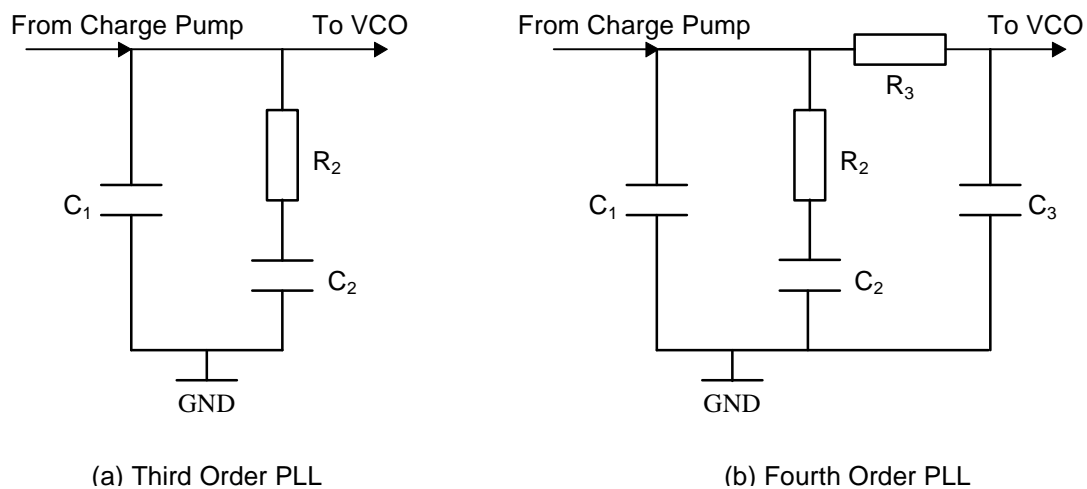 From Charge Pump To VCO
R2
C1
C2
GND
(a) Third Order PLL
From Charge Pump To VCO
R3
R2
C1
C3
C2
GND
(b) Fourth Order PLL